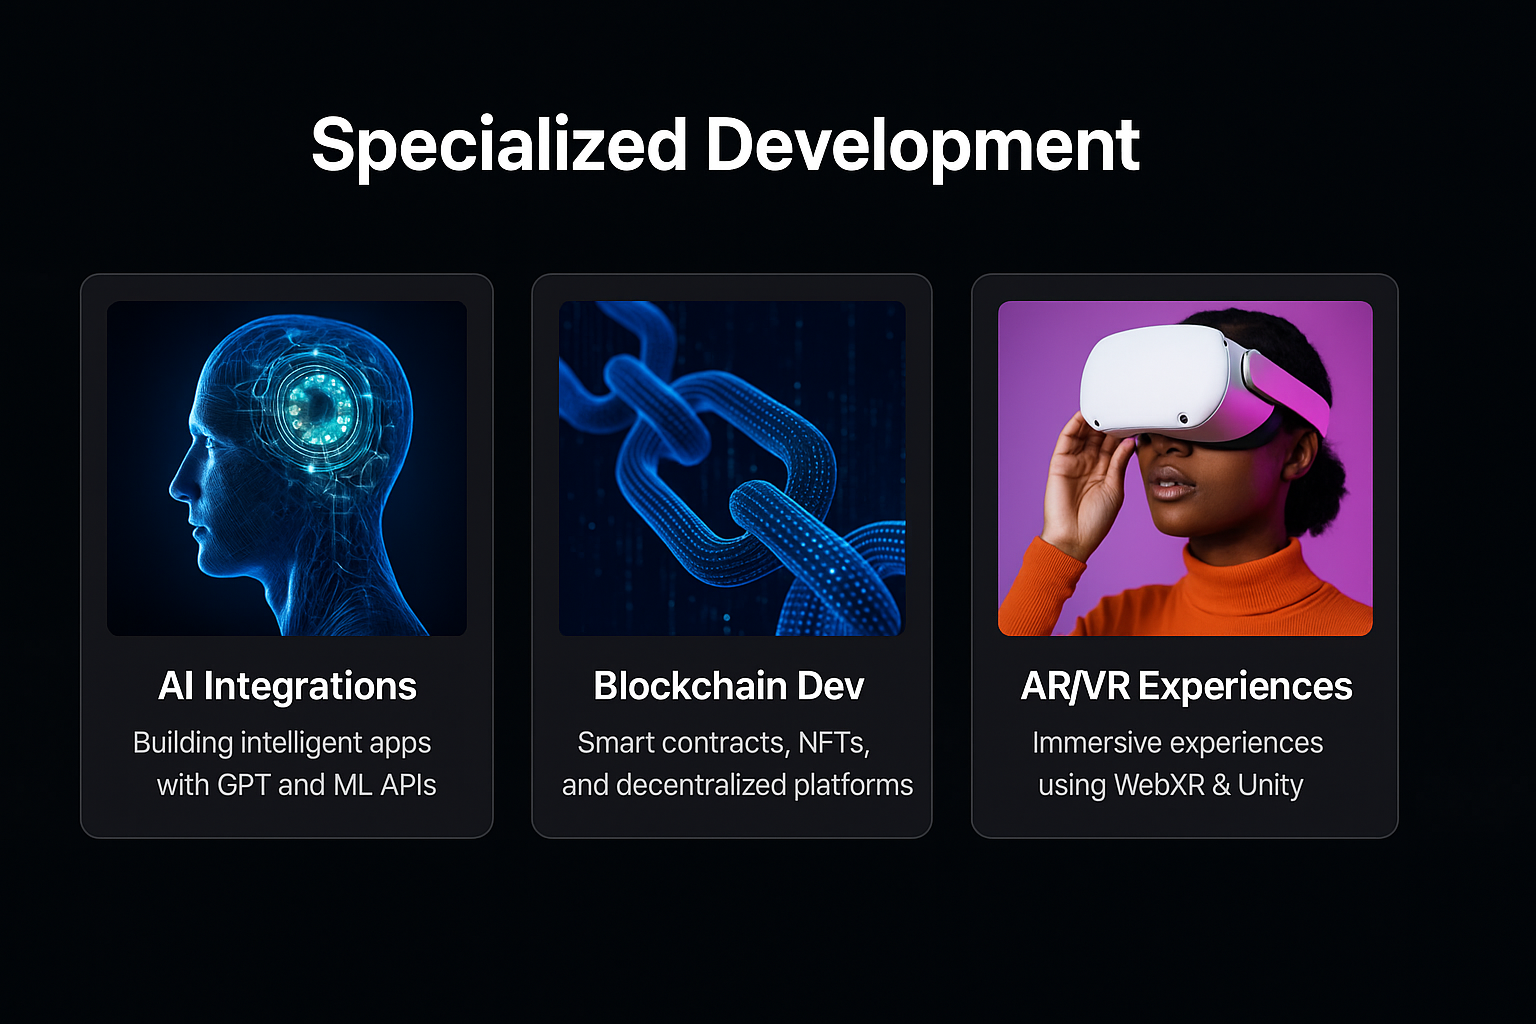 Specialized Development
AI Integrations
Building intelligent apps
with GPT and ML APIs
Blockchain Dev
Smart contracts, NFTs,
and decentralized platforms
AR/VR Experiences
Immersive experiences
using WebXR & Unity